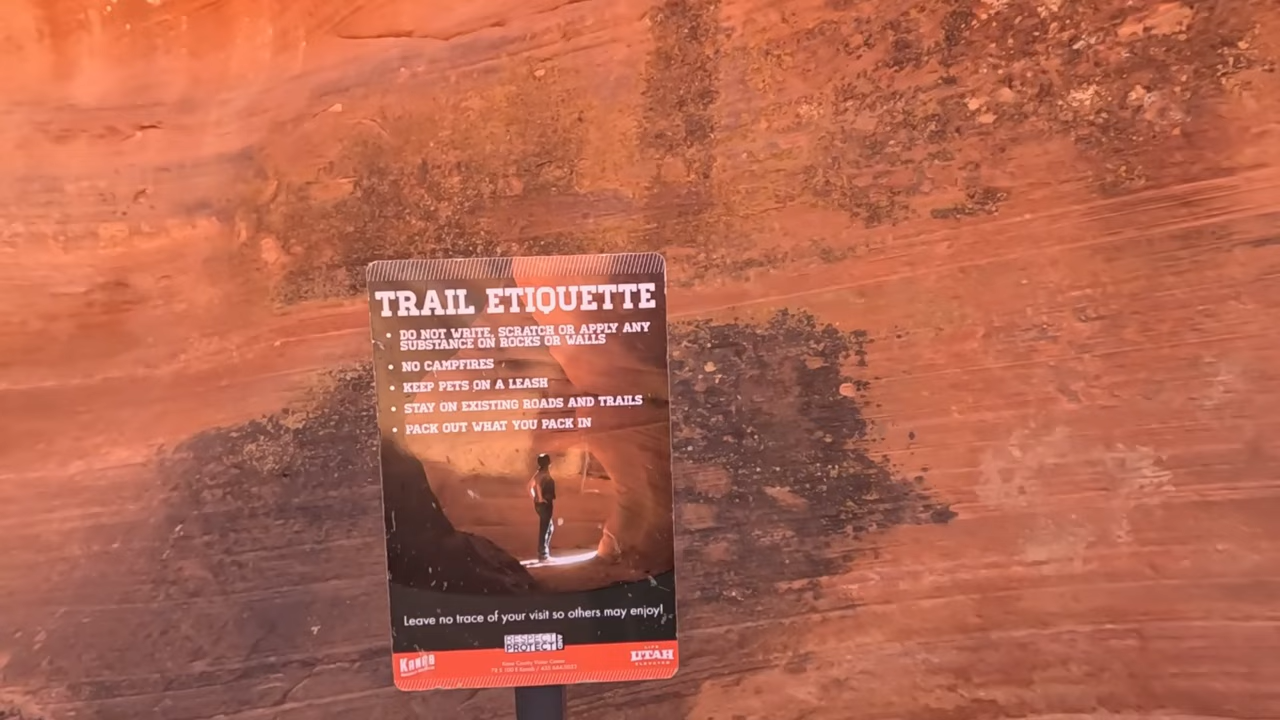 TRAIL ETIQUETTE
• DO NOT WRITE, SCRATCH OR APPLY ANY
SUBSTANCE ON ROCKS OR WALLS
• NO CAMPFIRES
• KEEP PETS ON A LEASH
• STAY ON EXISTING ROADS AND TRAILS
• PACK OUT WHAT YOU PACK IN
Leave no trace of your visit so others may enjoy!
RESPECT
PROTECT
Kanab
UTAH